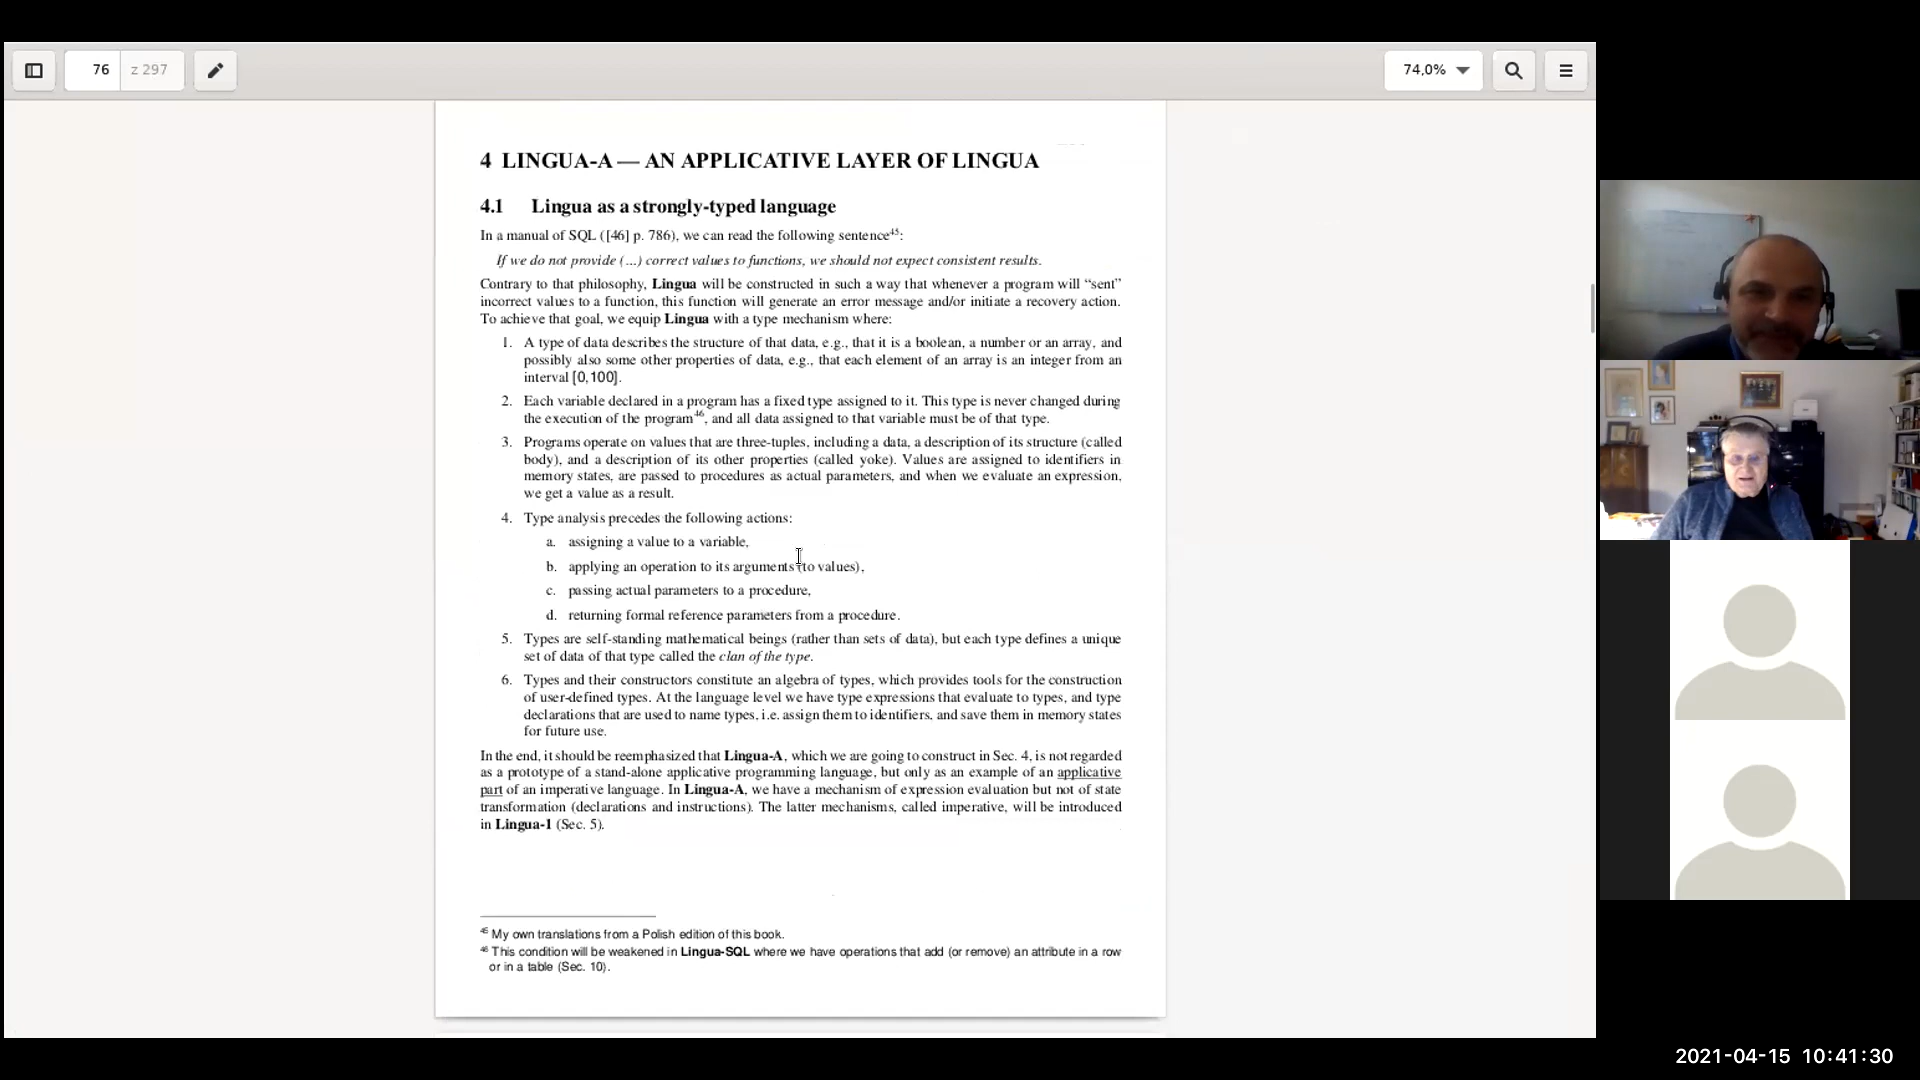 76 z 297
74,0%
4 LINGUA-A — AN APPLICATIVE LAYER OF LINGUA
4.1 Lingua as a strongly-typed language
In a manual of SQL ([46] p. 786), we can read the following sentence45:
If we do not provide (...) correct values to functions, we should not expect consistent results.
Contrary to that philosophy, Lingua will be constructed in such a way that whenever a program will “sent”
incorrect values to a function, this function will generate an error message and/or initiate a recovery action.
To achieve that goal, we equip Lingua with a type mechanism where:
1. A type of data describes the structure of that data, e.g., that it is a boolean, a number or an array, and
possibly also some other properties of data, e.g., that each element of an array is an integer from an
interval [0,100].
2. Each variable declared in a program has a fixed type assigned to it. This type is never changed during
the execution of the program46, and all data assigned to that variable must be of that type.
3. Programs operate on values that are three-tuples, including a data, a description of its structure (called
body), and a description of its other properties (called yoke). Values are assigned to identifiers in
memory states, are passed to procedures as actual parameters, and when we evaluate an expression,
we get a value as a result.
4. Type analysis precedes the following actions:
a. assigning a value to a variable,
b. applying an operation to its arguments (to values),
c. passing actual parameters to a procedure,
d. returning formal reference parameters from a procedure.
5. Types are self-standing mathematical beings (rather than sets of data), but each type defines a unique
set of data of that type called the clan of the type.
6. Types and their constructors constitute an algebra of types, which provides tools for the construction
of user-defined types. At the language level we have type expressions that evaluate to types, and type
declarations that are used to name types, i.e. assign them to identifiers, and save them in memory states
for future use.
In the end, it should be reemphasized that Lingua-A, which we are going to construct in Sec. 4, is not regarded
as a prototype of a stand-alone applicative programming language, but only as an example of an applicative
part of an imperative language. In Lingua-A, we have a mechanism of expression evaluation but not of state
transformation (declarations and instructions). The latter mechanisms, called imperative, will be introduced
in Lingua-1 (Sec. 5).
45 My own translations from a Polish edition of this book.
46 This condition will be weakened in Lingua-SQL where we have operations that add (or remove) an attribute in a row
or in a table (Sec. 10).
2021-04-15 10:41:30